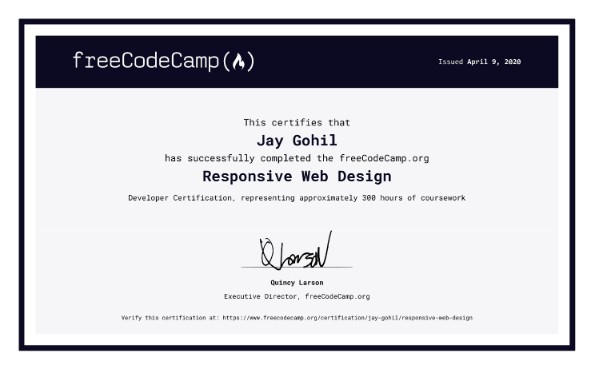 freeCodeCamp(🔥)
Issued April 9, 2020
This certifies that
Jay Gohil
has successfully completed the freeCodeCamp.org
Responsive Web Design
Developer Certification, representing approximately 300 hours of coursework
Quincy Larson
Executive Director, freeCodeCamp.org
Verify this certification at: https://www.freecodecamp.org/certification/jay-gohil/responsive-web-design